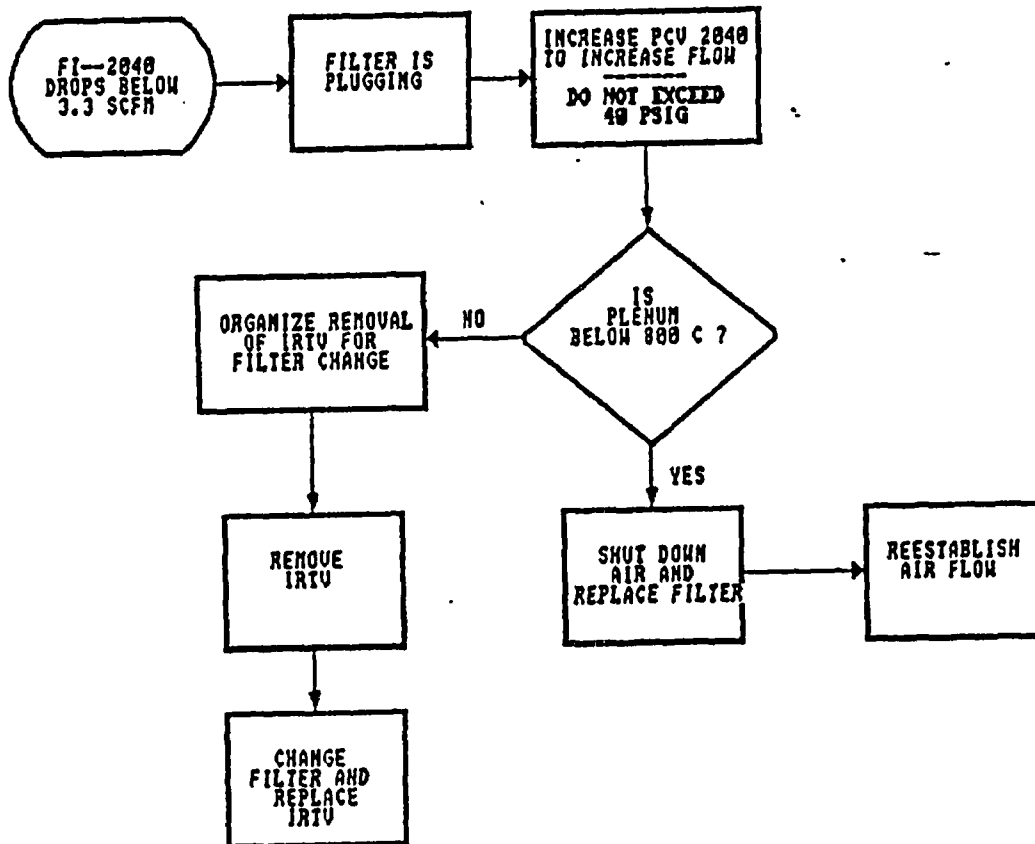 FI--2040
DROPS BELOW
3.3 SCFM
FILTER IS
PLUGGING
INCREASE PCV 2040
TO INCREASE FLOW
-------
DO NOT EXCEED
40 PSIG
IS
PLENUM
BELOW 800 C ?
NO
ORGANIZE REMOVAL
OF IRTV FOR
FILTER CHANGE
YES
REMOVE
IRTV
SHUT DOWN
AIR AND
REPLACE FILTER
REESTABLISH
AIR FLOW
CHANGE
FILTER AND
REPLACE
IRTV